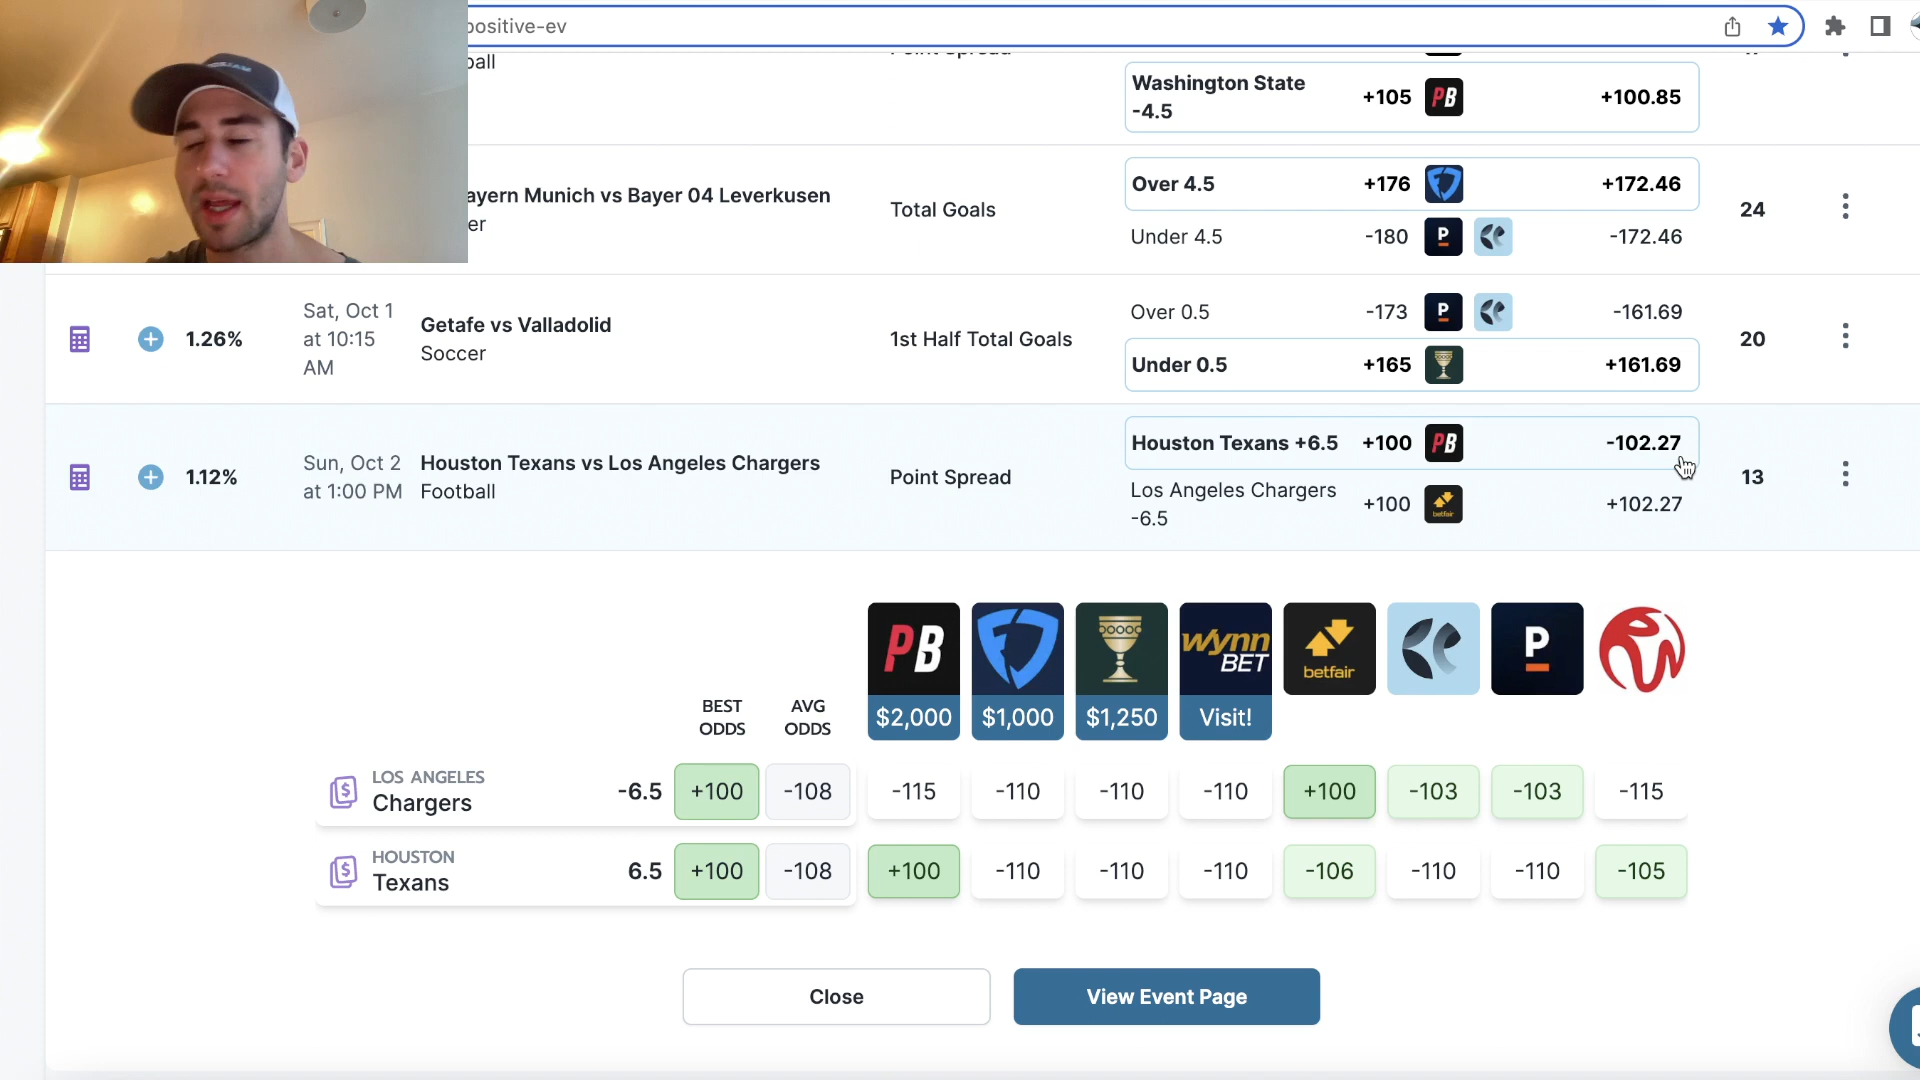 positive-ev
Washington State
-4.5
+105
PB
+100.85
ayern Munich vs Bayer 04 Leverkusen
er
Total Goals
Over 4.5
+176
+172.46
Under 4.5
-180
P
-172.46
24
1.26%
Sat, Oct 1
at 10:15
AM
Getafe vs Valladolid
Soccer
1st Half Total Goals
Over 0.5
-173
P
-161.69
Under 0.5
+165
+161.69
20
1.12%
Sun, Oct 2
at 1:00 PM
Houston Texans vs Los Angeles Chargers
Football
Point Spread
Houston Texans +6.5
+100
PB
-102.27
Los Angeles Chargers
-6.5
+100
betfair
+102.27
13
BEST
ODDS
AVG
ODDS
PB
$2,000
$1,000
$1,250
Wynn
BET
Visit!
betfair
P
LOS ANGELES
Chargers
-6.5
+100
-108
-115
-110
-110
-110
+100
-103
-103
-115
HOUSTON
Texans
6.5
+100
-108
+100
-110
-110
-110
-106
-110
-110
-105
Close
View Event Page